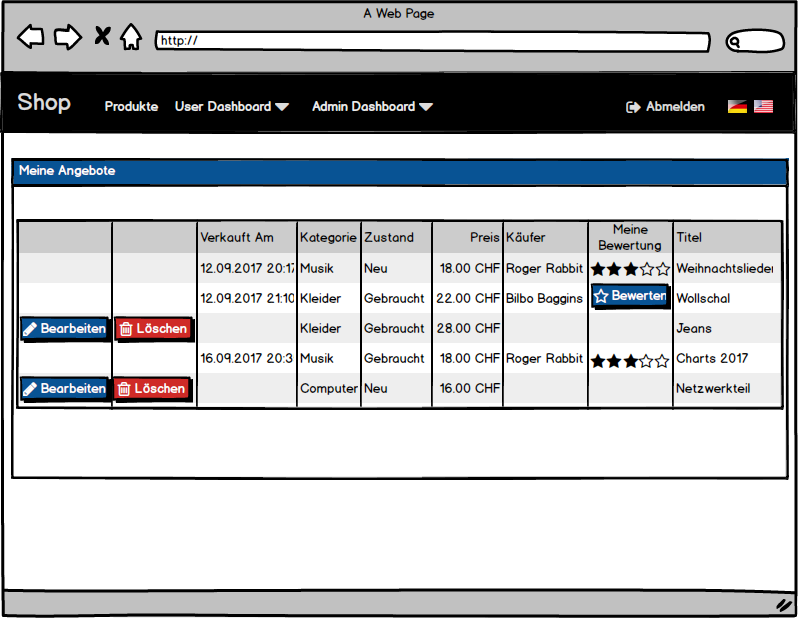 A Web Page
http://
Shop Produkte User Dashboard Admin Dashboard Abmelden
Meine Angebote
Verkauft Am Kategorie Zustand Preis Käufer Meine Bewertung Titel
12.09.2017 20:17 Musik Neu 18.00 CHF Roger Rabbit Weihnachtslieder
12.09.2017 21:10 Kleider Gebraucht 22.00 CHF Bilbo Baggins Bewerten Wollschal
Bearbeiten Löschen Kleider Gebraucht 28.00 CHF Jeans
16.09.2017 20:3 Musik Gebraucht 18.00 CHF Roger Rabbit Charts 2017
Bearbeiten Löschen Computer Neu 16.00 CHF Netzwerkteil